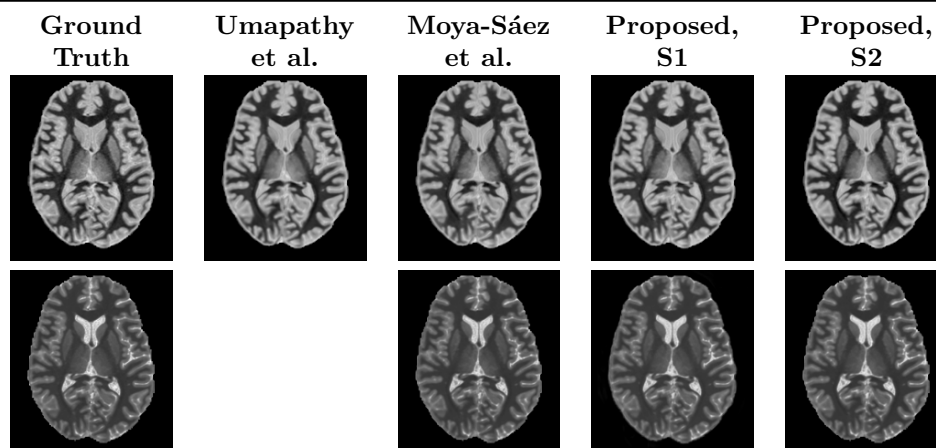 Ground Umapathy Moya-Sáez Proposed, Proposed,
Truth et al. et al. S1 S2